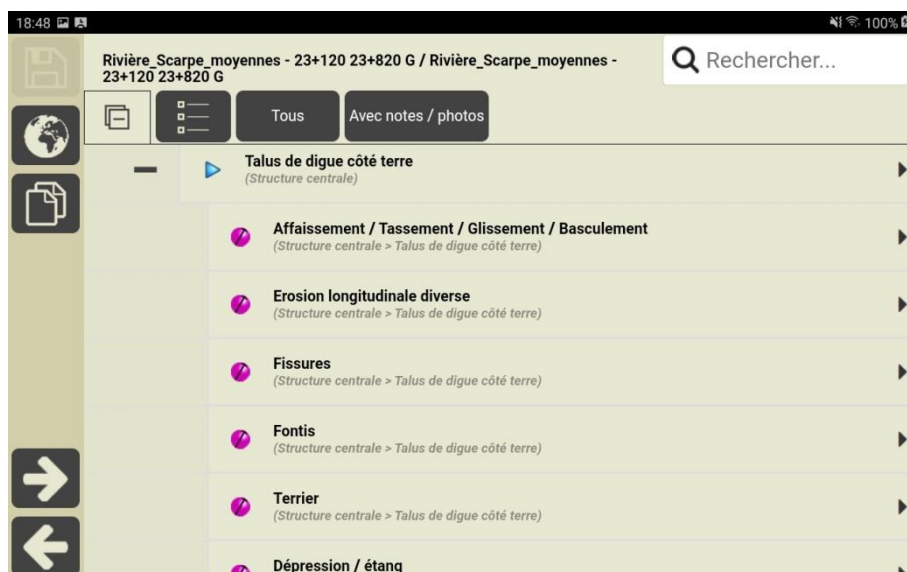 18:48 100%
Rivière_Scarpe_moyennes - 23+120 23+820 G / Rivière_Scarpe_moyennes -
23+120 23+820 G
Rechercher...
Tous
Avec notes / photos
Talus de digue côté terre
(Structure centrale)
Affaissement / Tassement / Glissement / Basculement
(Structure centrale > Talus de digue côté terre)
Erosion longitudinale diverse
(Structure centrale > Talus de digue côté terre)
Fissures
(Structure centrale > Talus de digue côté terre)
Fontis
(Structure centrale > Talus de digue côté terre)
Terrier
(Structure centrale > Talus de digue côté terre)
Dépression / étang